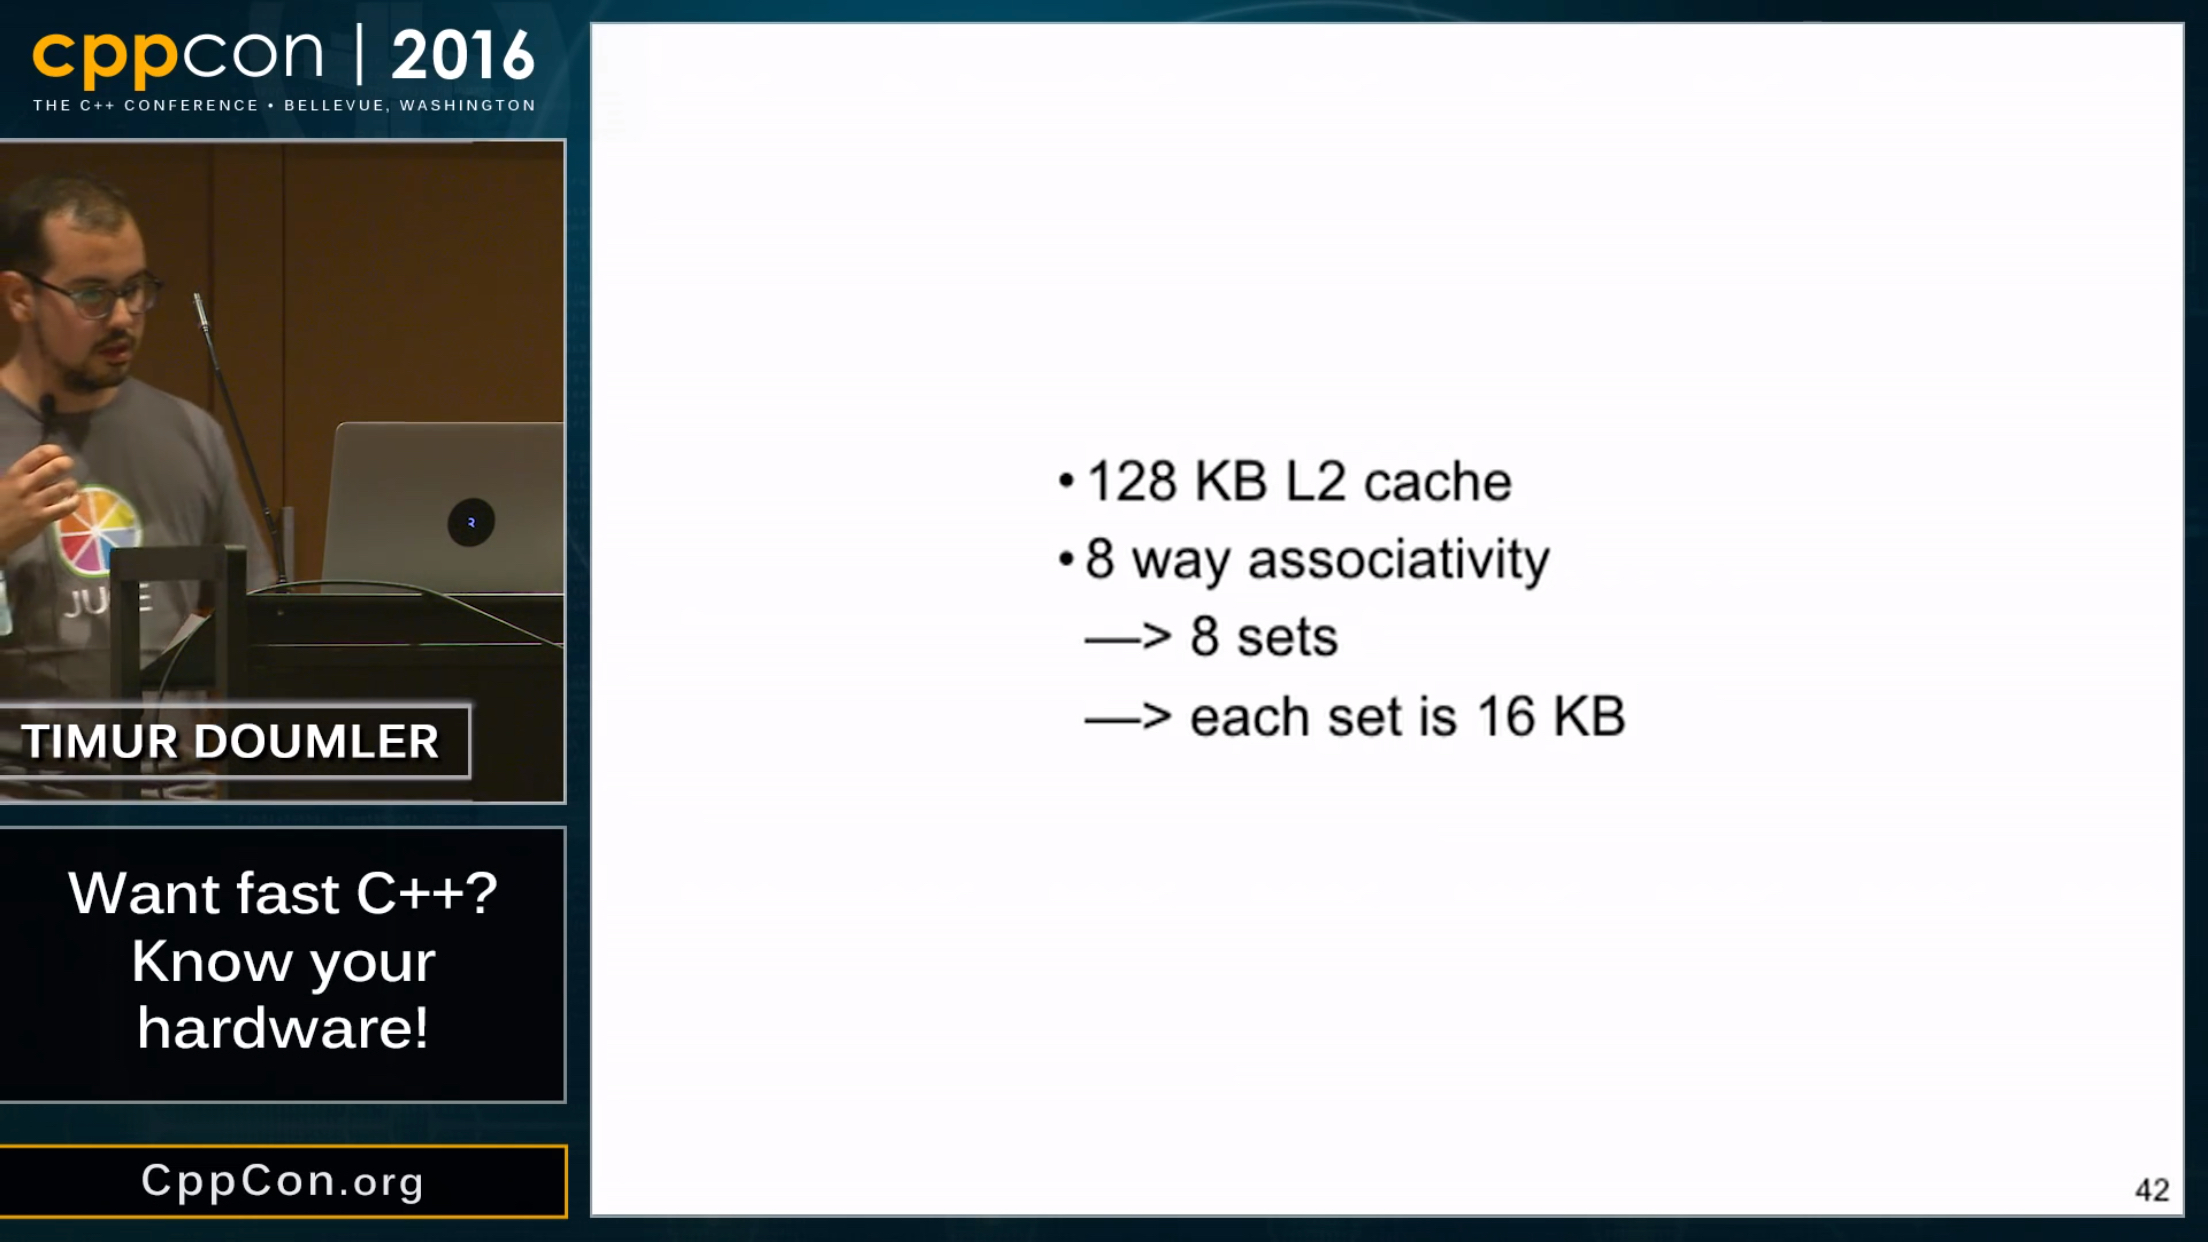 cppcon | 2016
THE C++ CONFERENCE • BELLEVUE, WASHINGTON
TIMUR DOUMLER
Want fast C++?
Know your
hardware!
CppCon.org
• 128 KB L2 cache
• 8 way associativity
—> 8 sets
—> each set is 16 KB
42